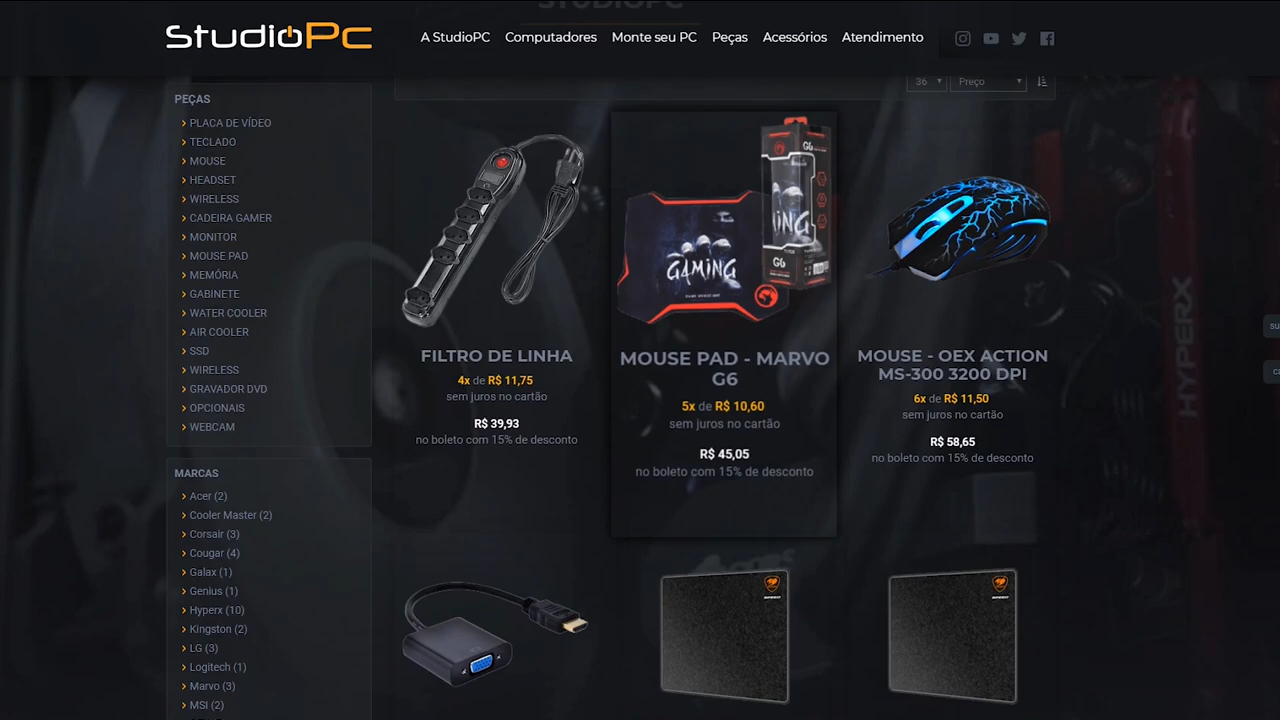 STUDIOPC
StudioPc
A StudioPC
Computadores
Monte seu PC
Peças
Acessórios
Atendimento
36
Preço
PEÇAS
PLACA DE VÍDEO
TECLADO
MOUSE
HEADSET
WIRELESS
CADEIRA GAMER
MONITOR
MOUSE PAD
MEMÓRIA
GABINETE
WATER COOLER
AIR COOLER
SSD
WIRELESS
GRAVADOR DVD
OPCIONAIS
WEBCAM
MARCAS
Acer (2)
Cooler Master (2)
Corsair (3)
Cougar (4)
Galax (1)
Genius (1)
Hyperx (10)
Kingston (2)
LG (3)
Logitech (1)
Marvo (3)
MSI (2)
FILTRO DE LINHA
4x de R$ 11,75
sem juros no cartão
R$ 39,93
no boleto com 15% de desconto
G6
GAMING
G6
MOUSE PAD - MARVO
G6
5x de R$ 10,60
sem juros no cartão
R$ 45,05
no boleto com 15% de desconto
MOUSE - OEX ACTION
MS-300 3200 DPI
6x de R$ 11,50
sem juros no cartão
R$ 58,65
no boleto com 15% de desconto
HYPERX
SPEED
SPEED